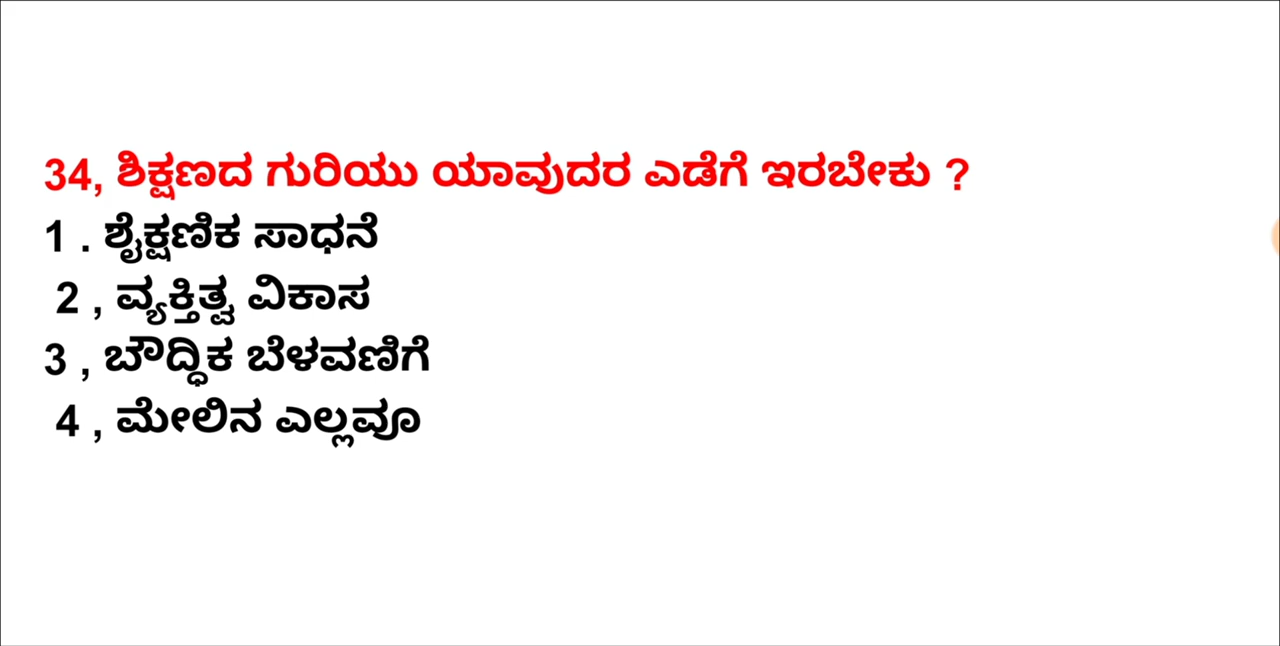 34, ಶಿಕ್ಷಣದ ಗುರಿಯು ಯಾವುದರ ಎಡೆಗೆ ಇರಬೇಕು ?
1 . ಶೈಕ್ಷಣಿಕ ಸಾಧನೆ
2 , ವ್ಯಕ್ತಿತ್ವ ವಿಕಾಸ
3 , ಬೌದ್ಧಿಕ ಬೆಳವಣಿಗೆ
4 , ಮೇಲಿನ ಎಲ್ಲವೂ